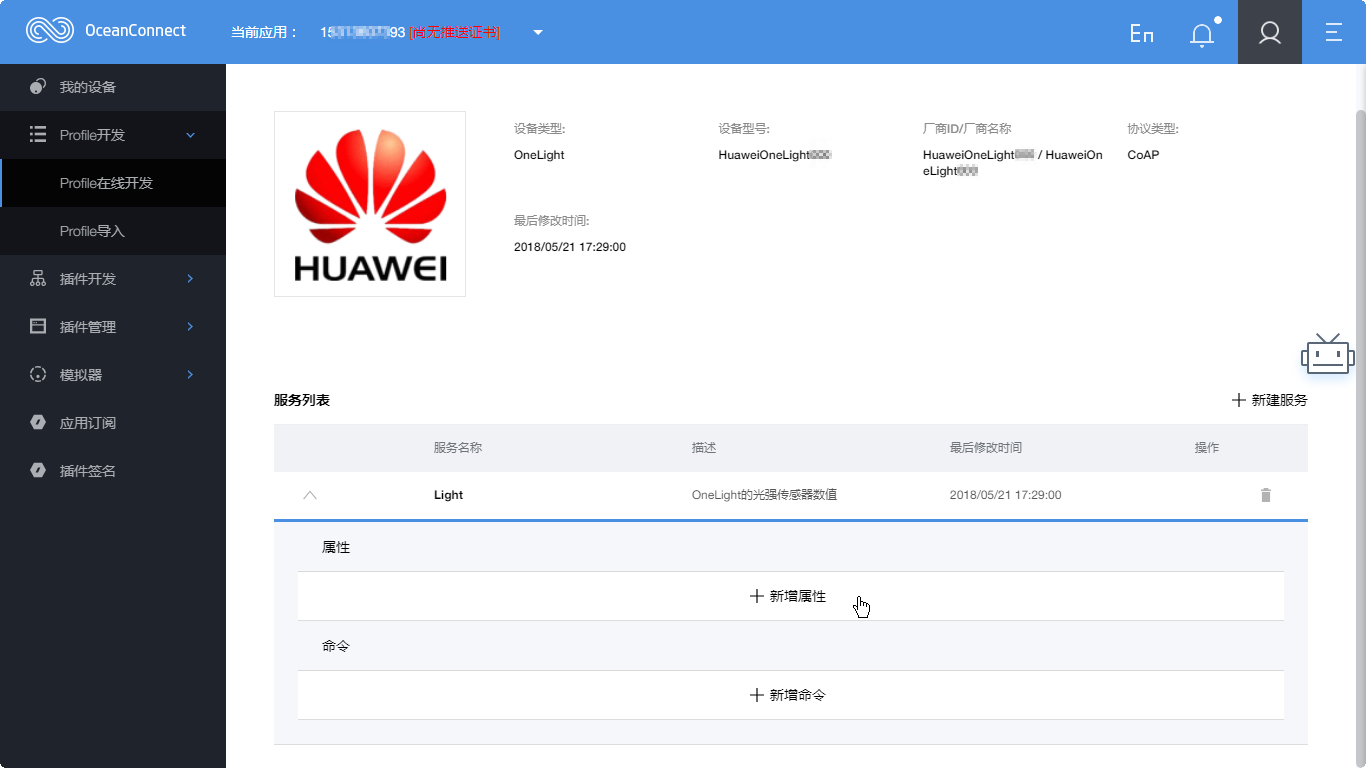 OceanConnect
当前应用： 15 93 [尚无推送证书]
En
我的设备
Profile开发
Profile在线开发
Profile导入
插件开发
插件管理
模拟器
应用订阅
插件签名
HUAWEI
设备类型: 设备型号: 厂商ID/厂商名称 协议类型:
OneLight HuaweiOneLight HuaweiOneLight / HuaweiOn CoAP
eLight
最后修改时间:
2018/05/21 17:29:00
服务列表 新建服务
服务名称 描述 最后修改时间 操作
Light OneLight的光强传感器数值 2018/05/21 17:29:00
属性
新增属性
命令
新增命令